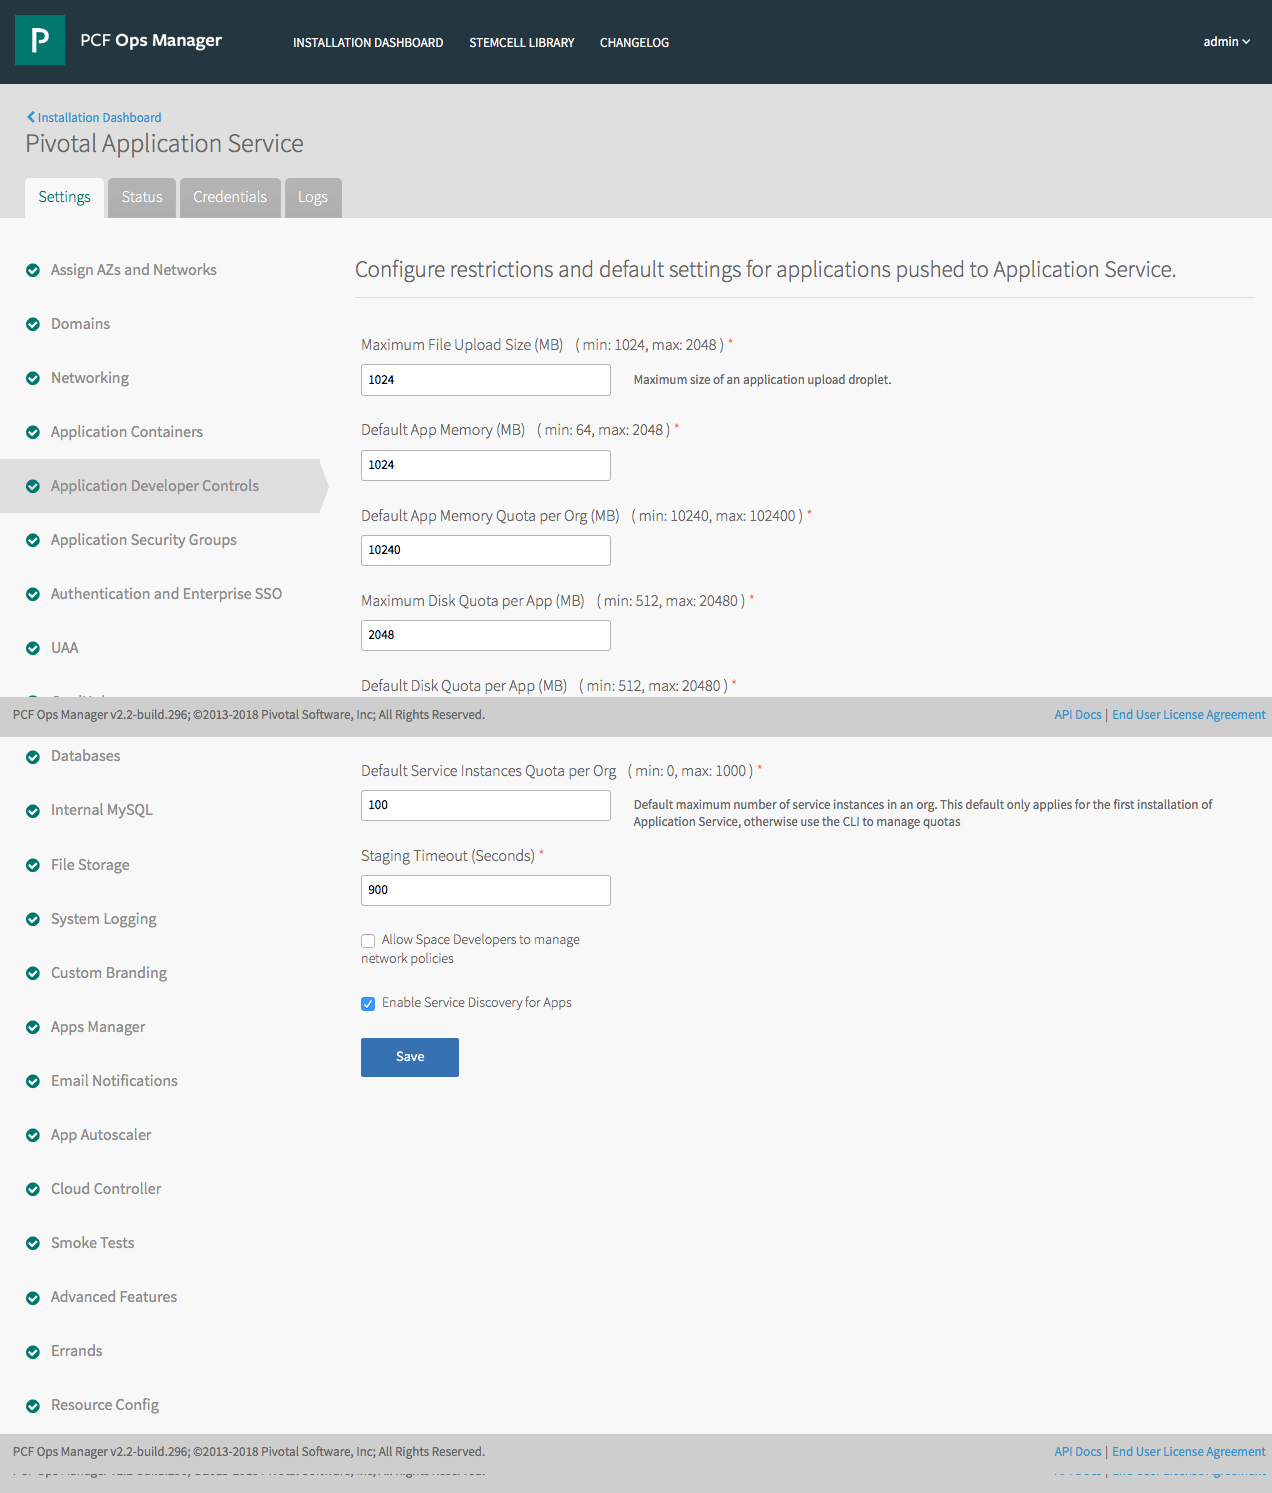 P
PCF Ops Manager
INSTALLATION DASHBOARD STEMCELL LIBRARY CHANGELOG
admin
Installation Dashboard
Pivotal Application Service
Settings Status Credentials Logs
Assign AZs and Networks
Domains
Networking
Application Containers
Application Developer Controls
Application Security Groups
Authentication and Enterprise SSO
UAA
Configure restrictions and default settings for applications pushed to Application Service.
Maximum File Upload Size (MB) ( min: 1024, max: 2048 ) *
1024
Maximum size of an application upload droplet.
Default App Memory (MB) ( min: 64, max: 2048 ) *
1024
Default App Memory Quota per Org (MB) ( min: 10240, max: 102400 ) *
10240
Maximum Disk Quota per App (MB) ( min: 512, max: 20480 ) *
2048
Default Disk Quota per App (MB) ( min: 512, max: 20480 ) *
PCF Ops Manager v2.2-build.296; ©2013-2018 Pivotal Software, Inc; All Rights Reserved.
API Docs | End User License Agreement
Databases
Internal MySQL
File Storage
System Logging
Custom Branding
Apps Manager
Email Notifications
App Autoscaler
Cloud Controller
Smoke Tests
Advanced Features
Errands
Resource Config
Default Service Instances Quota per Org ( min: 0, max: 1000 ) *
100
Default maximum number of service instances in an org. This default only applies for the first installation of
Application Service, otherwise use the CLI to manage quotas
Staging Timeout (Seconds) *
900
Allow Space Developers to manage
network policies
Enable Service Discovery for Apps
Save
PCF Ops Manager v2.2-build.296; ©2013-2018 Pivotal Software, Inc; All Rights Reserved.
API Docs | End User License Agreement